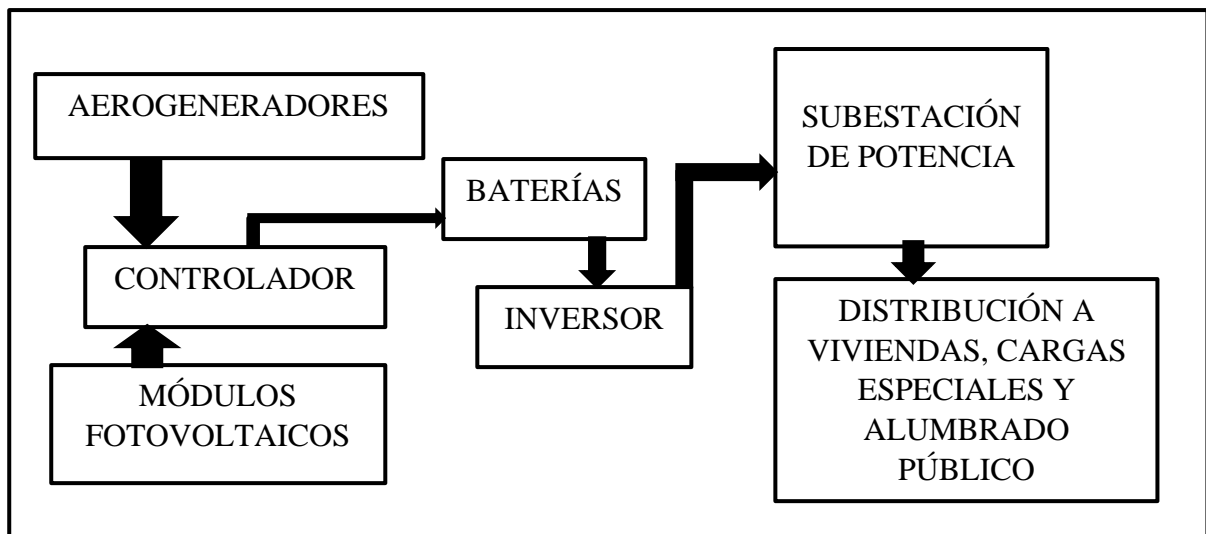 AEROGENERADORES
CONTROLADOR
MÓDULOS
FOTOVOLTAICOS
BATERÍAS
INVERSOR
SUBESTACIÓN
DE POTENCIA
DISTRIBUCIÓN A
VIVIENDAS, CARGAS
ESPECIALES Y
ALUMBRADO
PÚBLICO